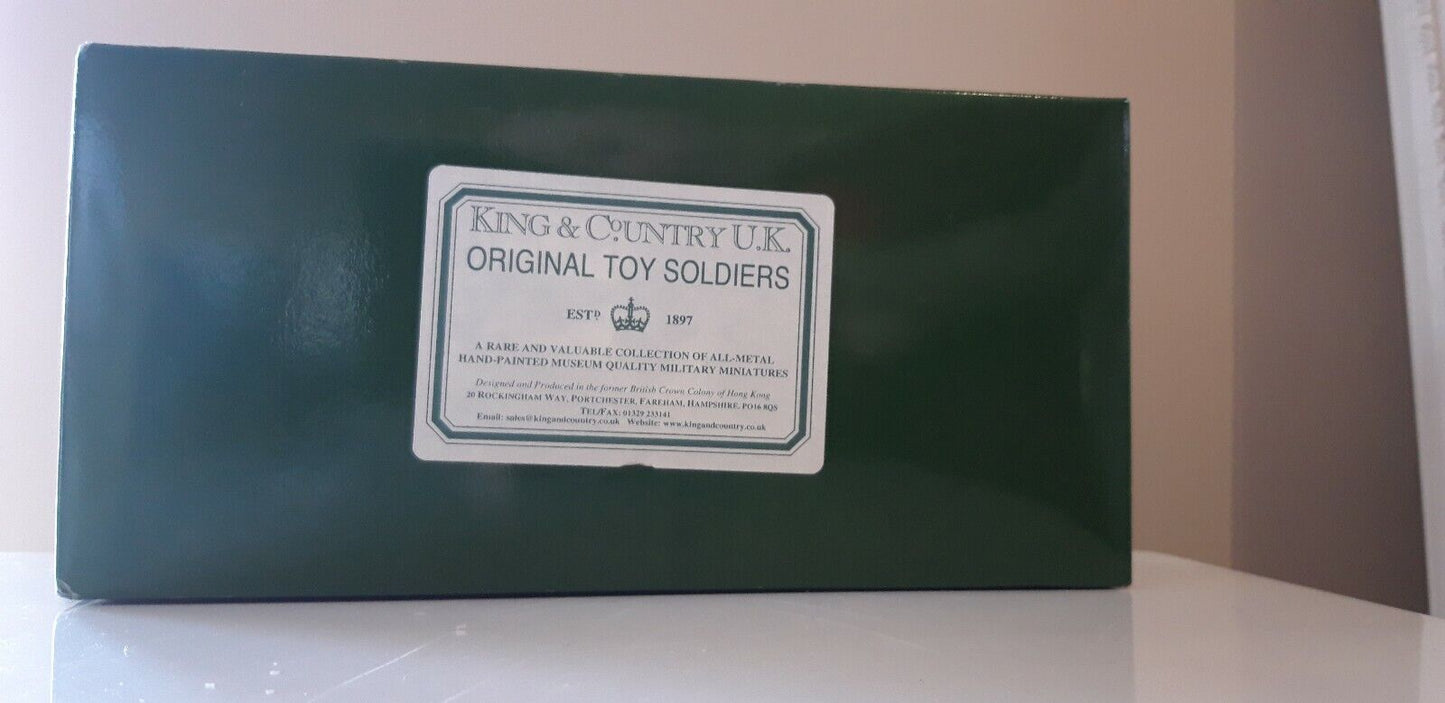 KING & Cº.UNTRY U.K.
ORIGINAL TOY SOLDIERS
ESTD. 1897
A RARE AND VALUABLE COLLECTION OF ALL-METAL
HAND-PAINTED MUSEUM QUALITY MILITARY MINIATURES
Designed and Produced in the former British Crown Colony of Hong Kong
20 ROCKINGHAM WAY, PORTCHESTER, FAREHAM, HAMPSHIRE, PO16 8QS
TEL/FAX: 01329 233141
Email: sales@kingandcountry.co.uk Website: www.kingandcountry.co.uk